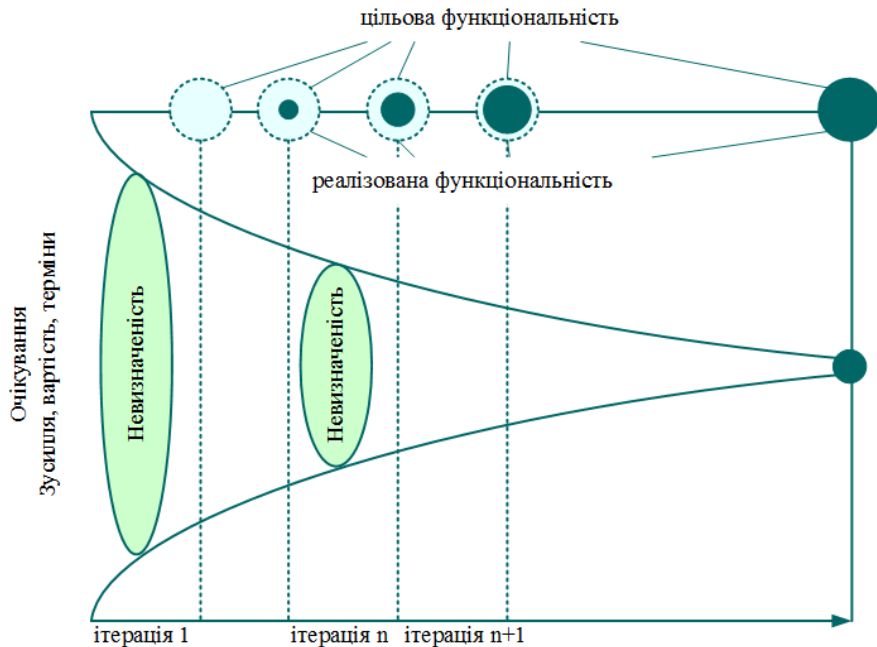 цільова функціональність
реалізована функціональність
Очікування
Зусилля, вартість, терміни
Невизначеність
Невизначеність
ітерація 1
ітерація n
ітерація n+1